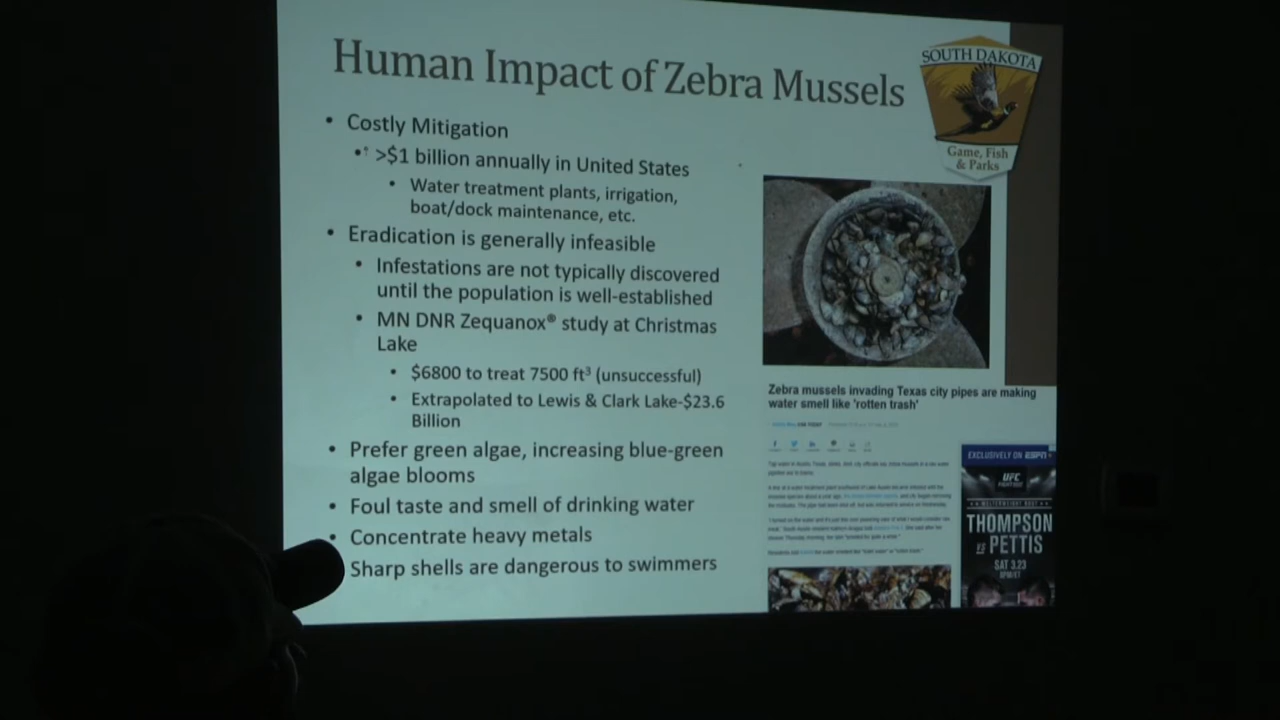 Human Impact of Zebra Mussels
SOUTH DAKOTA
Game, Fish
& Parks
• Costly Mitigation
• >$1 billion annually in United States
• Water treatment plants, irrigation,
boat/dock maintenance, etc.
• Eradication is generally infeasible
• Infestations are not typically discovered
until the population is well-established
• MN DNR Zequanox® study at Christmas
Lake
• $6800 to treat 7500 ft³ (unsuccessful)
• Extrapolated to Lewis & Clark Lake-$23.6
Billion
• Prefer green algae, increasing blue-green
algae blooms
• Foul taste and smell of drinking water
• Concentrate heavy metals
Sharp shells are dangerous to swimmers
Zebra mussels invading Texas city pipes are making
water smell like 'rotten trash'
EXCLUSIVELY ON ESPN+
UFC
FIGHT NIGHT
WELTERWEIGHT BOUT
THOMPSON
VS PETTIS
SAT 3.23